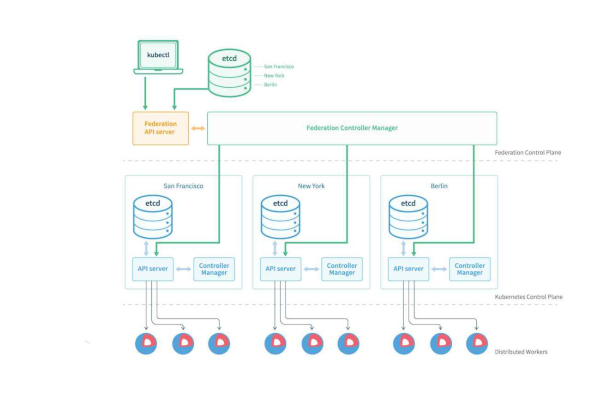 kubectl
etcd
San Francisco
New York
Berlin
Federation
API server
Federation Controller Manager
Federation Control Plane
San Francisco
New York
Berlin
etcd
etcd
etcd
API server
Controller
Manager
API server
Controller
Manager
API server
Controller
Manager
Kubernetes Control Plane
Distributed Workers